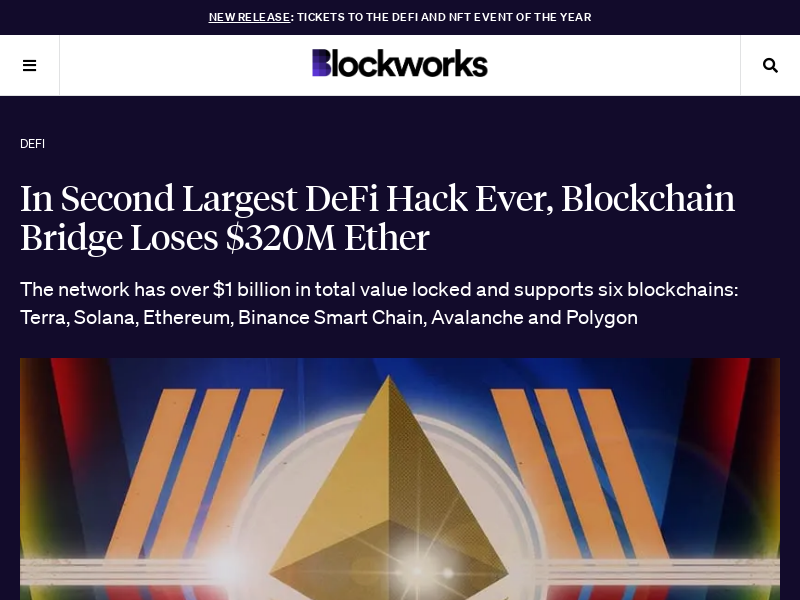 NEW RELEASE: TICKETS TO THE DEFI AND NFT EVENT OF THE YEAR
Blockworks
DEFI
In Second Largest DeFi Hack Ever, Blockchain
Bridge Loses $320M Ether
The network has over $1 billion in total value locked and supports six blockchains:
Terra, Solana, Ethereum, Binance Smart Chain, Avalanche and Polygon